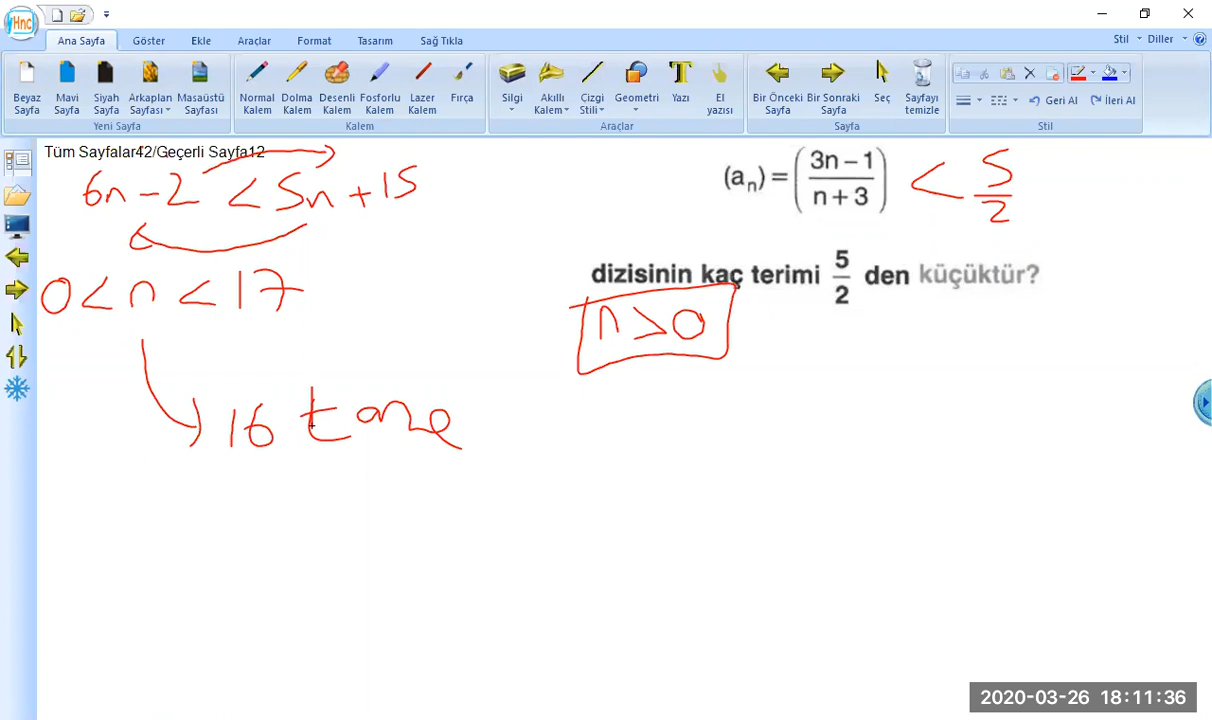 Hnc
Ana Sayfa Göster Ekle Araçlar Format Tasarım Sağ Tıkla Stil Diller
Beyaz Sayfa Mavi Sayfa Siyah Sayfa Arkaplan Sayfası Masaüstü Sayfası Normal Kalem Dolma Kalem Desenli Kalem Fosforlu Kalem Lazer Kalem Fırça Silgi Akıllı Kalem Çizgi Stili Geometri Yazı El yazısı Bir Önceki Sayfa Bir Sonraki Sayfa Seç Sayfayı temizle Geri Al İleri Al
Yeni Sayfa Kalem Araçlar Sayfa Stil
Tüm Sayfalar42/Geçerli Sayfa12
6n - 2 < 5n + 15
(aₙ) = ((3n – 1)/(n + 3)) < 5/2
0 < n < 17
dizisinin kaç terimi 5/2 den küçüktür?
n > 0
16 tane
2020-03-26 18:11:36